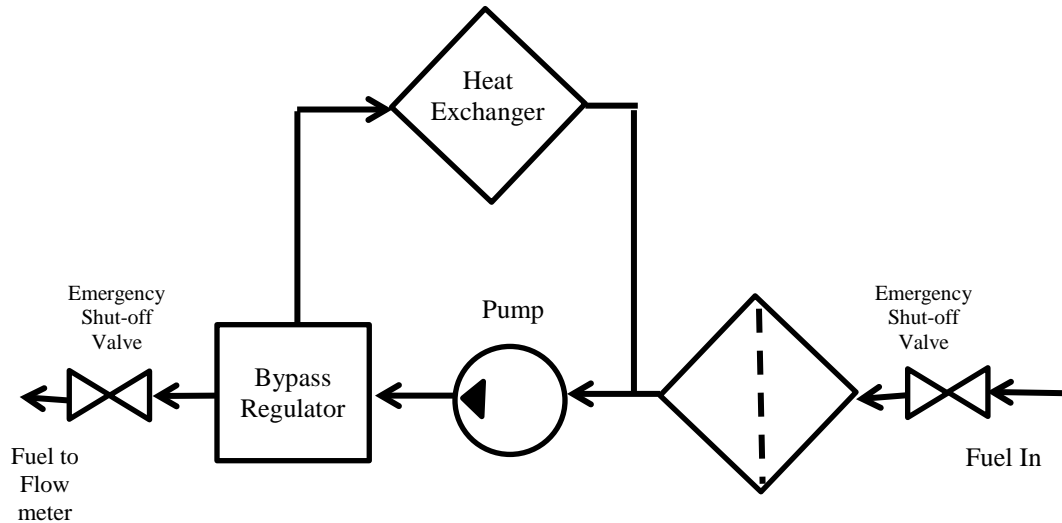 Heat
Exchanger
Emergency
Shut-off
Valve
Pump
Emergency
Shut-off
Valve
Bypass
Regulator
Fuel to
Flow
meter
Fuel In